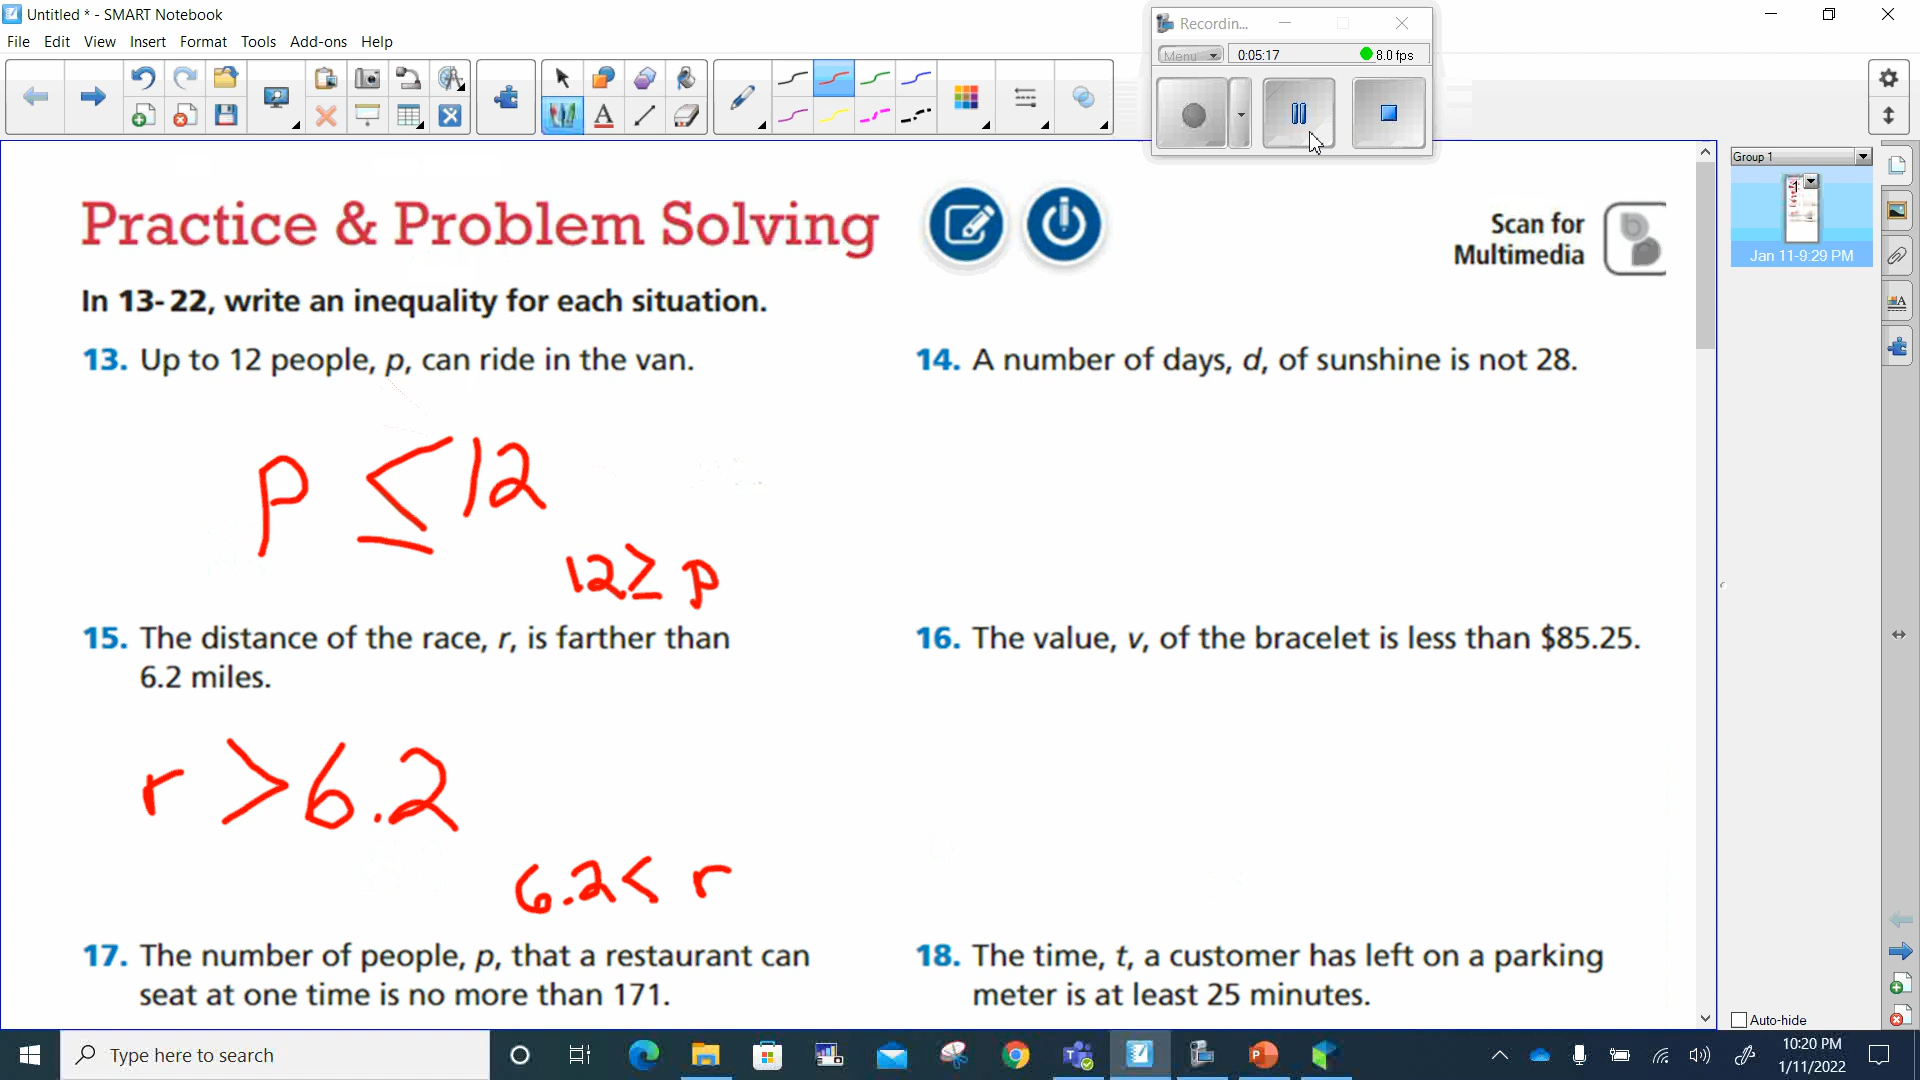 Untitled * - SMART Notebook
File Edit View Insert Format Tools Add-ons Help
Recordin...
Menu 0:05:17 8.0 fps
Group 1
1
Jan 11-9:29 PM
Practice & Problem Solving
Scan for
Multimedia
In 13-22, write an inequality for each situation.
13. Up to 12 people, p, can ride in the van.
14. A number of days, d, of sunshine is not 28.
P ≤ 12
12 ≥ p
15. The distance of the race, r, is farther than
6.2 miles.
16. The value, v, of the bracelet is less than $85.25.
r > 6.2
6.2 < r
17. The number of people, p, that a restaurant can
seat at one time is no more than 171.
18. The time, t, a customer has left on a parking
meter is at least 25 minutes.
Auto-hide
Type here to search
10:20 PM
1/11/2022